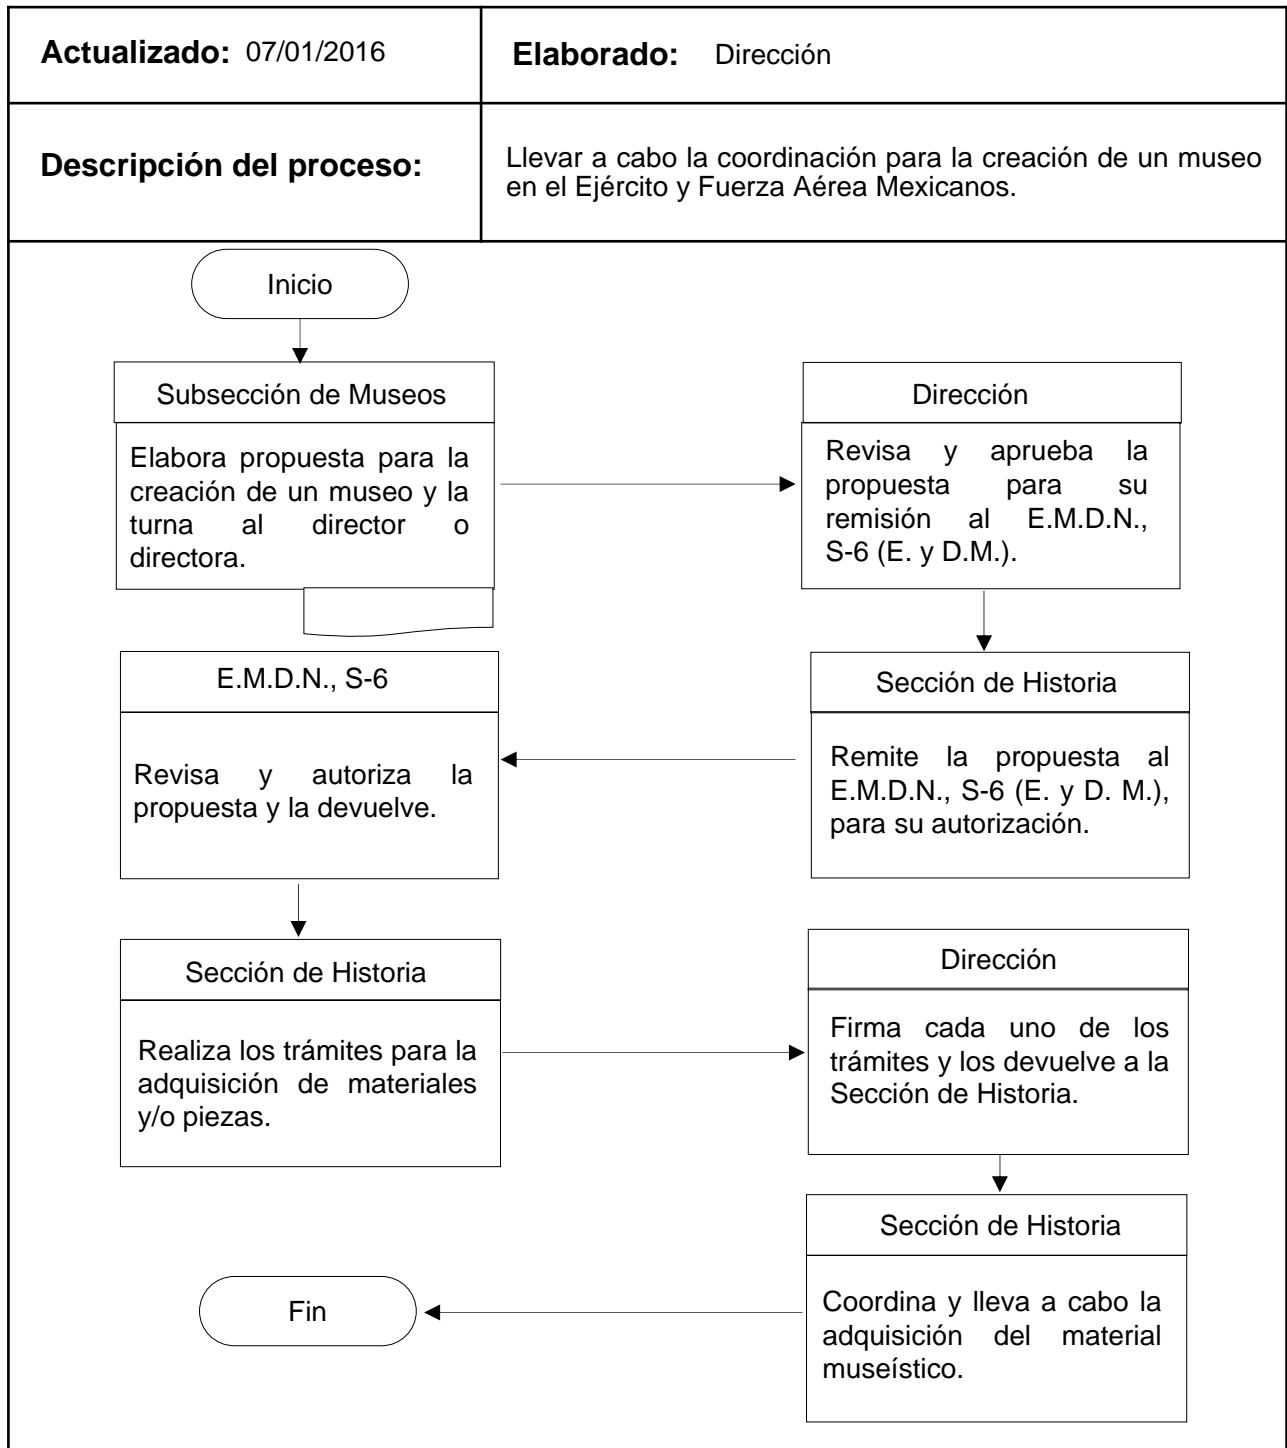 Actualizado: 07/01/2016
Elaborado: Dirección
Descripción del proceso:
Llevar a cabo la coordinación para la creación de un museo
en el Ejército y Fuerza Aérea Mexicanos.
Inicio
Subsección de Museos
Elabora propuesta para la
creación de un museo y la
turna al director o
directora.
Dirección
Revisa y aprueba la
propuesta para su
remisión al E.M.D.N.,
S-6 (E. y D.M.).
Sección de Historia
Remite la propuesta al
E.M.D.N., S-6 (E. y D. M.),
para su autorización.
E.M.D.N., S-6
Revisa y autoriza la
propuesta y la devuelve.
Sección de Historia
Realiza los trámites para la
adquisición de materiales
y/o piezas.
Dirección
Firma cada uno de los
trámites y los devuelve a la
Sección de Historia.
Sección de Historia
Coordina y lleva a cabo la
adquisición del material
museístico.
Fin